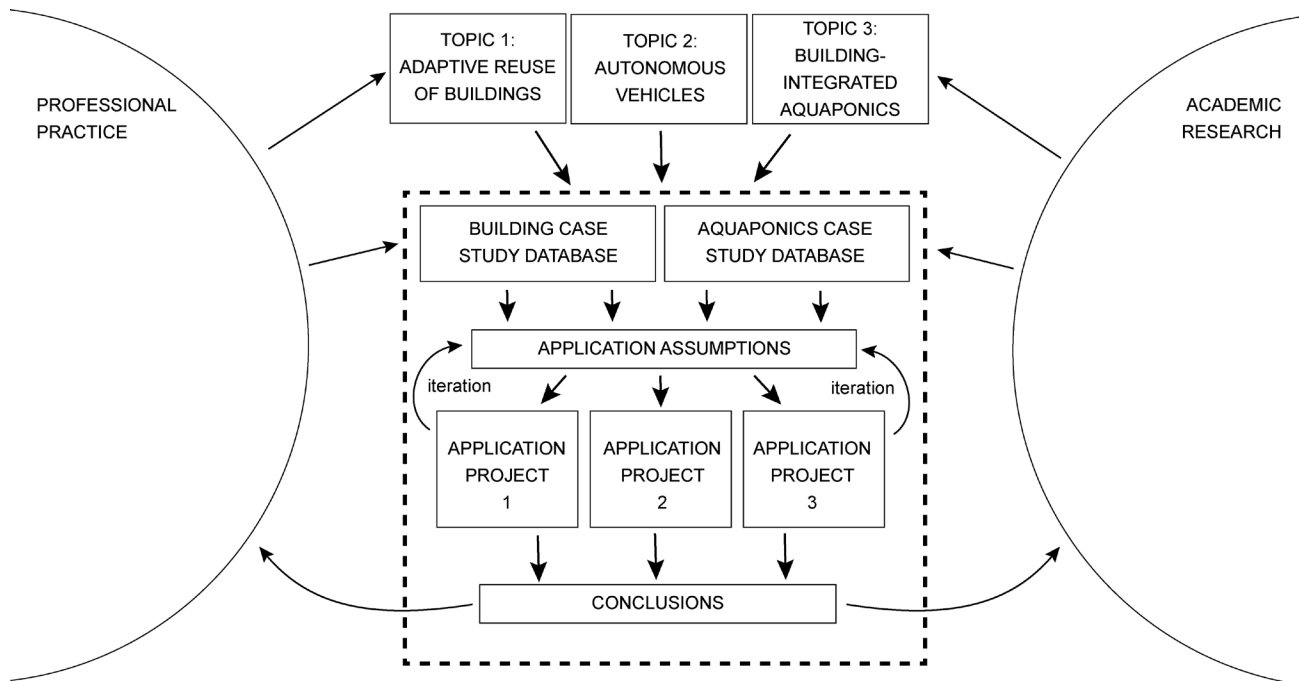 PROFESSIONAL
PRACTICE
TOPIC 1:
ADAPTIVE REUSE
OF BUILDINGS
TOPIC 2:
AUTONOMOUS
VEHICLES
TOPIC 3:
BUILDING-
INTEGRATED
AQUAPONICS
ACADEMIC
RESEARCH
BUILDING CASE
STUDY DATABASE
AQUAPONICS CASE
STUDY DATABASE
APPLICATION ASSUMPTIONS
iteration
iteration
APPLICATION
PROJECT
1
APPLICATION
PROJECT
2
APPLICATION
PROJECT
3
CONCLUSIONS